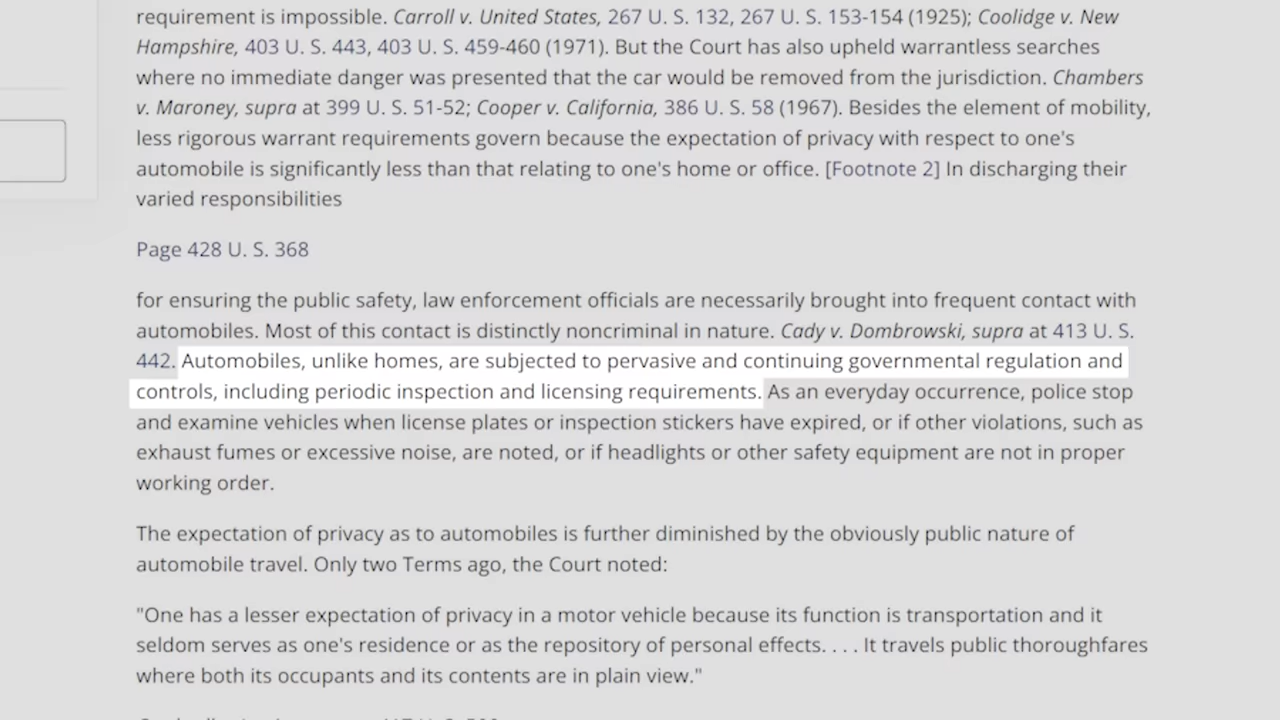 requirement is impossible. Carroll v. United States, 267 U. S. 132, 267 U. S. 153-154 (1925); Coolidge v. New
Hampshire, 403 U. S. 443, 403 U. S. 459-460 (1971). But the Court has also upheld warrantless searches
where no immediate danger was presented that the car would be removed from the jurisdiction. Chambers
v. Maroney, supra at 399 U. S. 51-52; Cooper v. California, 386 U. S. 58 (1967). Besides the element of mobility,
less rigorous warrant requirements govern because the expectation of privacy with respect to one's
automobile is significantly less than that relating to one's home or office. [Footnote 2] In discharging their
varied responsibilities
Page 428 U. S. 368
for ensuring the public safety, law enforcement officials are necessarily brought into frequent contact with
automobiles. Most of this contact is distinctly noncriminal in nature. Cady v. Dombrowski, supra at 413 U. S.
442. Automobiles, unlike homes, are subjected to pervasive and continuing governmental regulation and
controls, including periodic inspection and licensing requirements. As an everyday occurrence, police stop
and examine vehicles when license plates or inspection stickers have expired, or if other violations, such as
exhaust fumes or excessive noise, are noted, or if headlights or other safety equipment are not in proper
working order.
The expectation of privacy as to automobiles is further diminished by the obviously public nature of
automobile travel. Only two Terms ago, the Court noted:
"One has a lesser expectation of privacy in a motor vehicle because its function is transportation and it
seldom serves as one's residence or as the repository of personal effects. . . . It travels public thoroughfares
where both its occupants and its contents are in plain view."